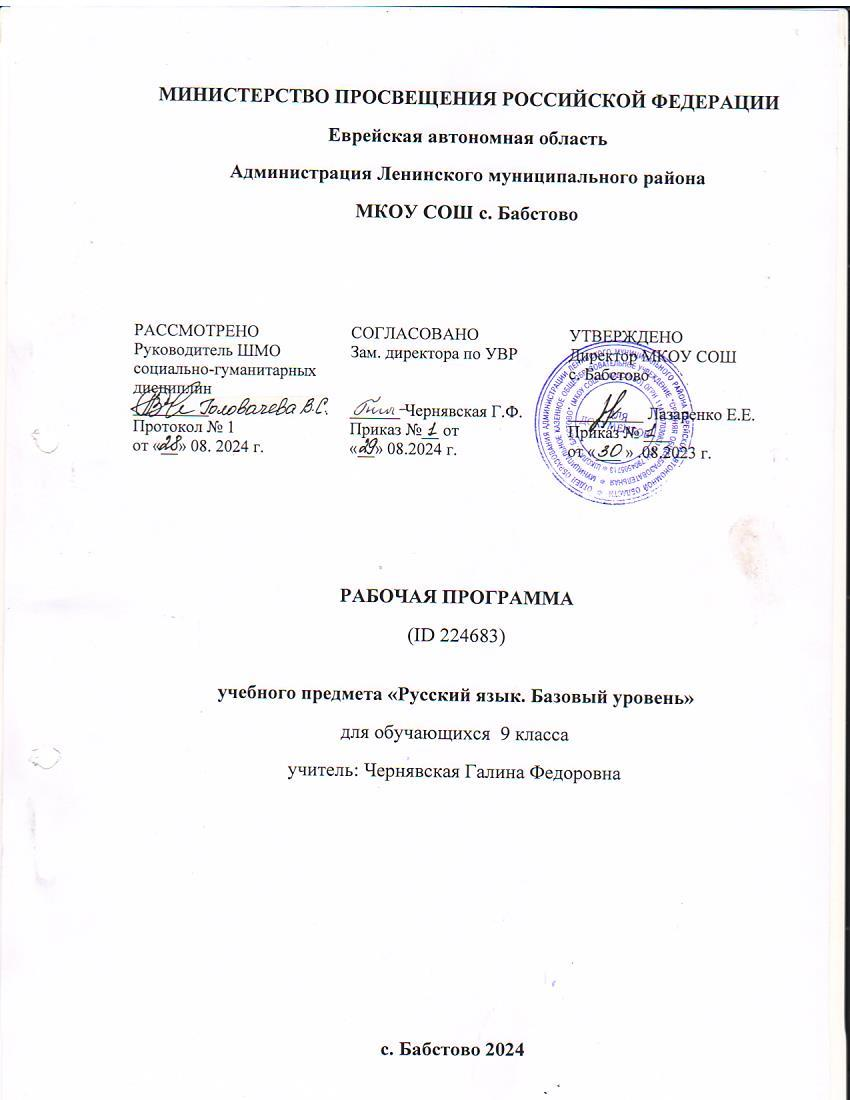 МИНИСТЕРСТВО ПРОСВЕЩЕНИЯ РОССИЙСКОЙ ФЕДЕРАЦИИ
Еврейская автономная область
Администрация Ленинского муниципального района
МКОУ СОШ с. Бабстово
РАССМОТРЕНО
Руководитель ШМО
социально-гуманитарных
дисциплин
Головачева В.С.
Протокол № 1
от «28» 08. 2024 г.
СОГЛАСОВАНО
Зам. директора по УВР
Чернявская Г.Ф.
Приказ № 1 от
«29» 08.2024 г.
УТВЕРЖДЕНО
Директор МКОУ СОШ
с. Бабстово
Лазаренко Е.Е.
Приказ № 1
от «30» .08.2023 г.
РАБОЧАЯ ПРОГРАММА
(ID 224683)
учебного предмета «Русский язык. Базовый уровень»
для обучающихся 9 класса
учитель: Чернявская Галина Федоровна
с. Бабстово 2024